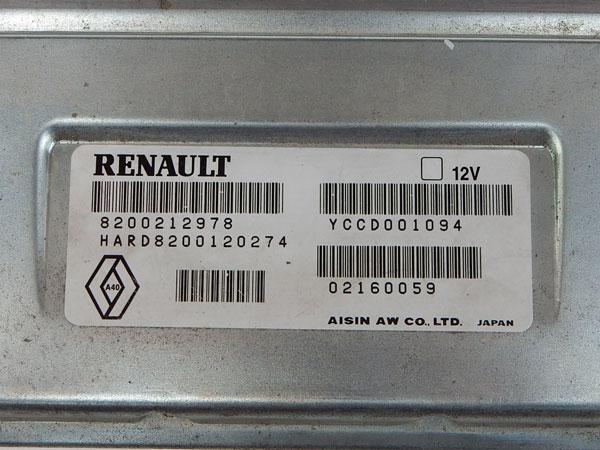 RENAULT
12V
8200212978
YCCD001094
HARD8200120274
02160059
A40
AISIN AW CO., LTD. JAPAN